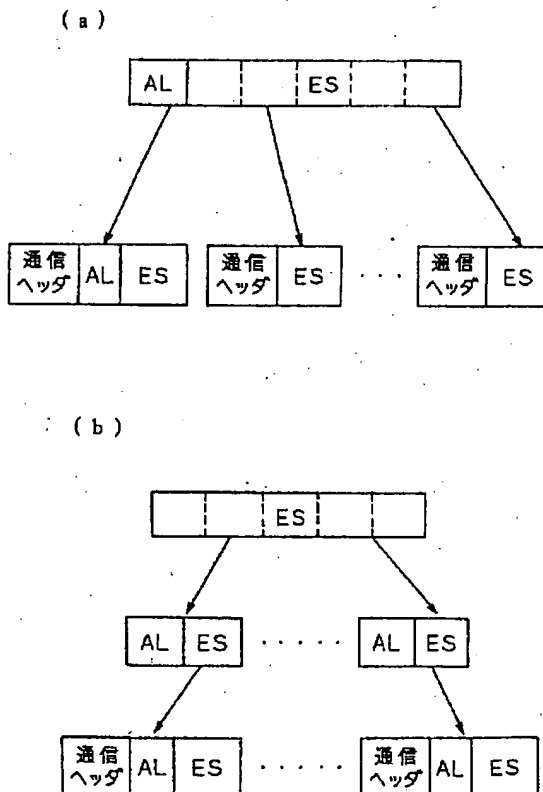 (a)
AL ES
通信 通信 通信
ヘッダ AL ES ヘッダ ES ・・・ ヘッダ ES
(b)
ES
AL ES ・・・・・ AL ES
通信 通信
ヘッダ AL ES ・・・・・ ヘッダ AL ES